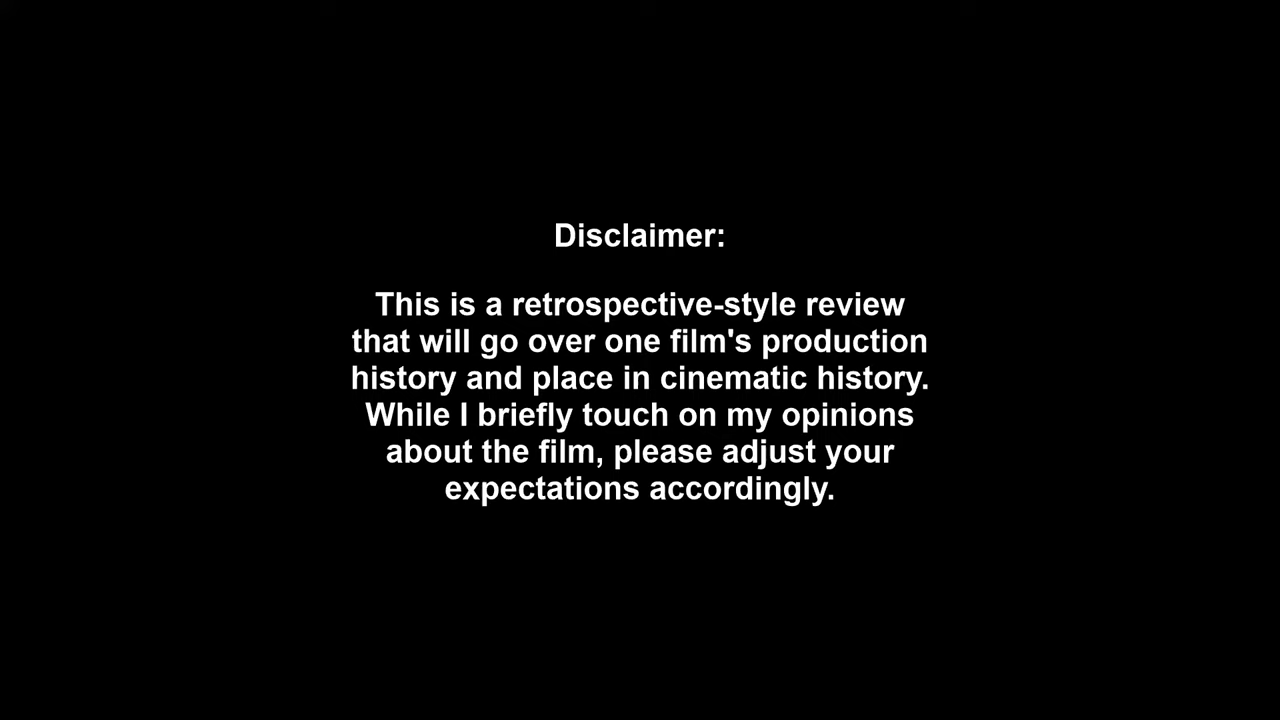 Disclaimer:
This is a retrospective-style review
that will go over one film's production
history and place in cinematic history.
While I briefly touch on my opinions
about the film, please adjust your
expectations accordingly.